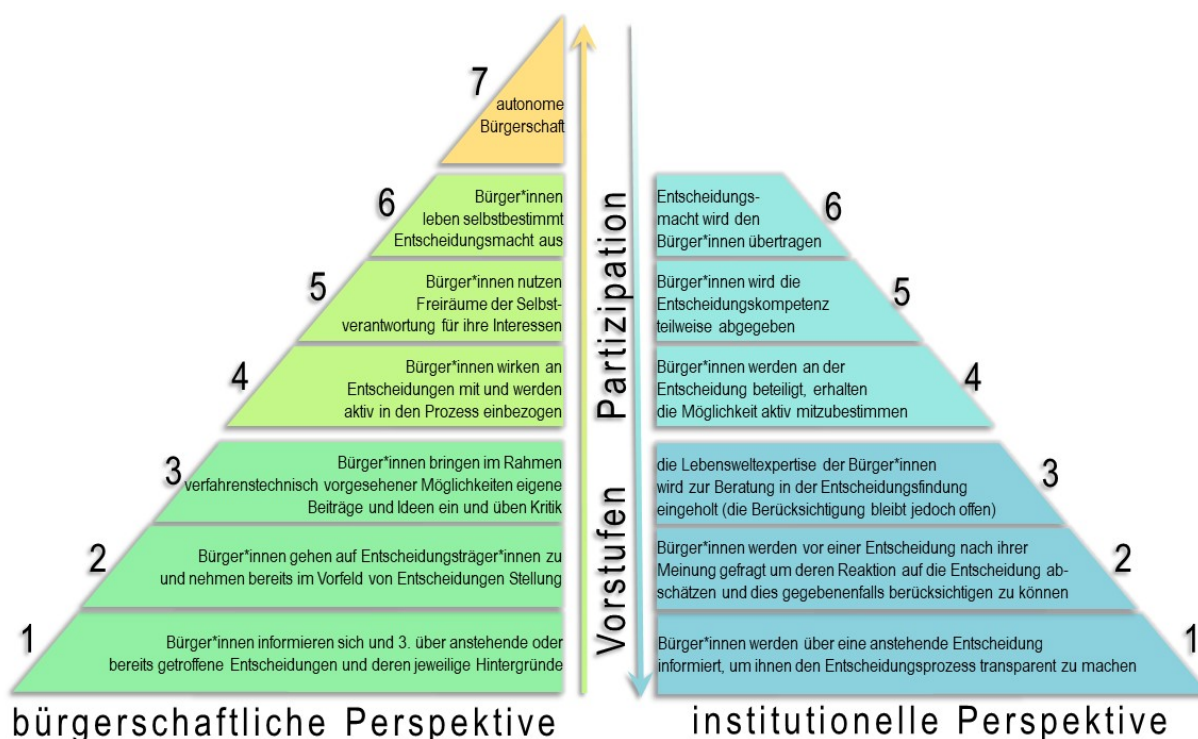 7
autonome
Bürgerschaft
6
Bürger*innen
leben selbstbestimmt
Entscheidungsmacht aus
5
Bürger*innen nutzen
Freiräume der Selbst-
verantwortung für ihre Interessen
4
Bürger*innen wirken an
Entscheidungen mit und werden
aktiv in den Prozess einbezogen
3
Bürger*innen bringen im Rahmen
verfahrenstechnisch vorgesehener Möglichkeiten eigene
Beiträge und Ideen ein und üben Kritik
2
Bürger*innen gehen auf Entscheidungsträger*innen zu
und nehmen bereits im Vorfeld von Entscheidungen Stellung
1
Bürger*innen informieren sich und 3. über anstehende oder
bereits getroffene Entscheidungen und deren jeweilige Hintergründe
bürgerschaftliche Perspektive
Partizipation
Vorstufen
Entscheidungs-
macht wird den
Bürger*innen übertragen
6
Bürger*innen wird die
Entscheidungskompetenz
teilweise abgegeben
5
Bürger*innen werden an der
Entscheidung beteiligt, erhalten
die Möglichkeit aktiv mitzubestimmen
4
die Lebensweltexpertise der Bürger*innen
wird zur Beratung in der Entscheidungsfindung
eingeholt (die Berücksichtigung bleibt jedoch offen)
3
Bürger*innen werden vor einer Entscheidung nach ihrer
Meinung gefragt um deren Reaktion auf die Entscheidung ab-
schätzen und dies gegebenenfalls berücksichtigen zu können
2
Bürger*innen werden über eine anstehende Entscheidung
informiert, um ihnen den Entscheidungsprozess transparent zu machen
1
institutionelle Perspektive